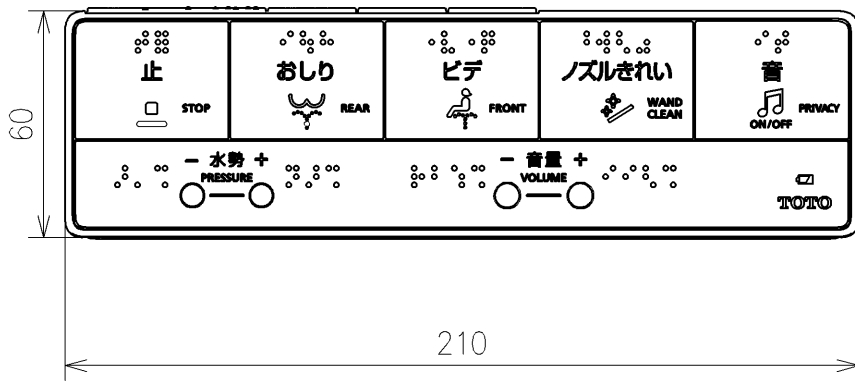 止
STOP
おしり
REAR
ビデ
FRONT
ノズルきれい
WAND
CLEAN
音
ON/OFF
PRIVACY
− 水勢 +
PRESSURE
− 音量 +
VOLUME
TOTO
60
210